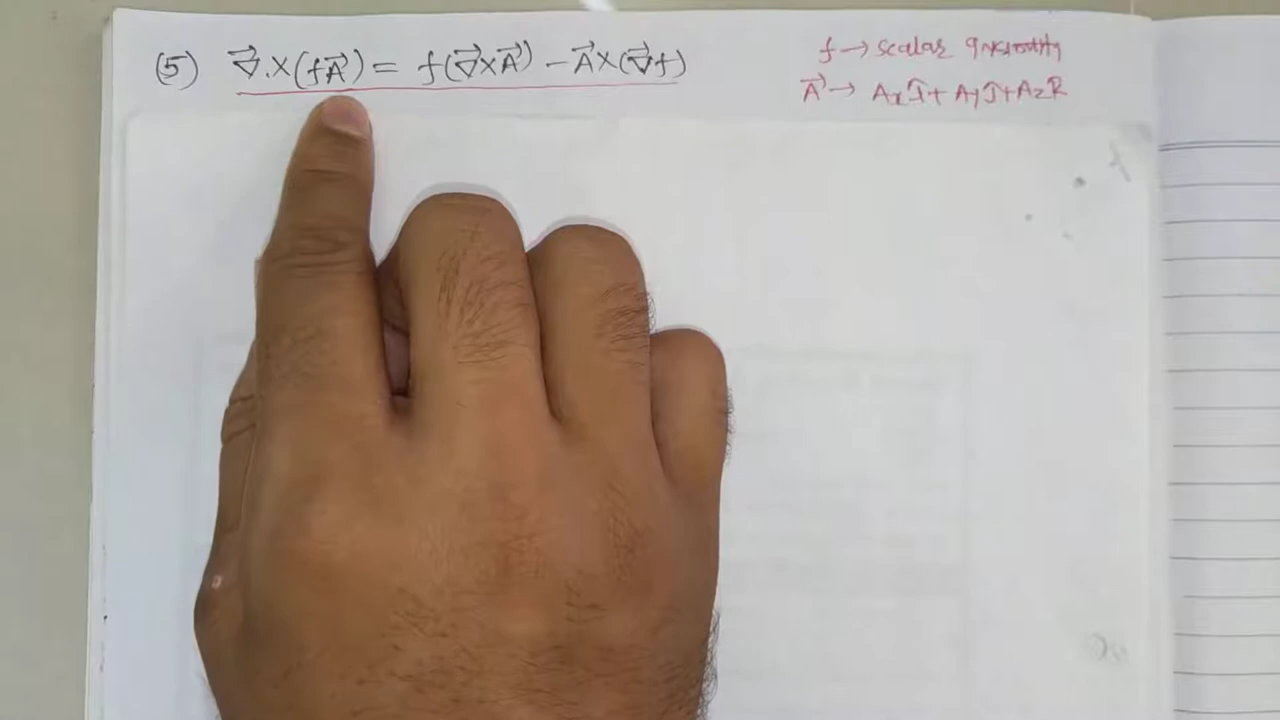 (5) ∇⃗.×(fA⃗) = f(∇⃗×A⃗) − A⃗×(∇⃗f)
f → scalar quantity
A⃗ → Axî + Ayĵ + Azk̂